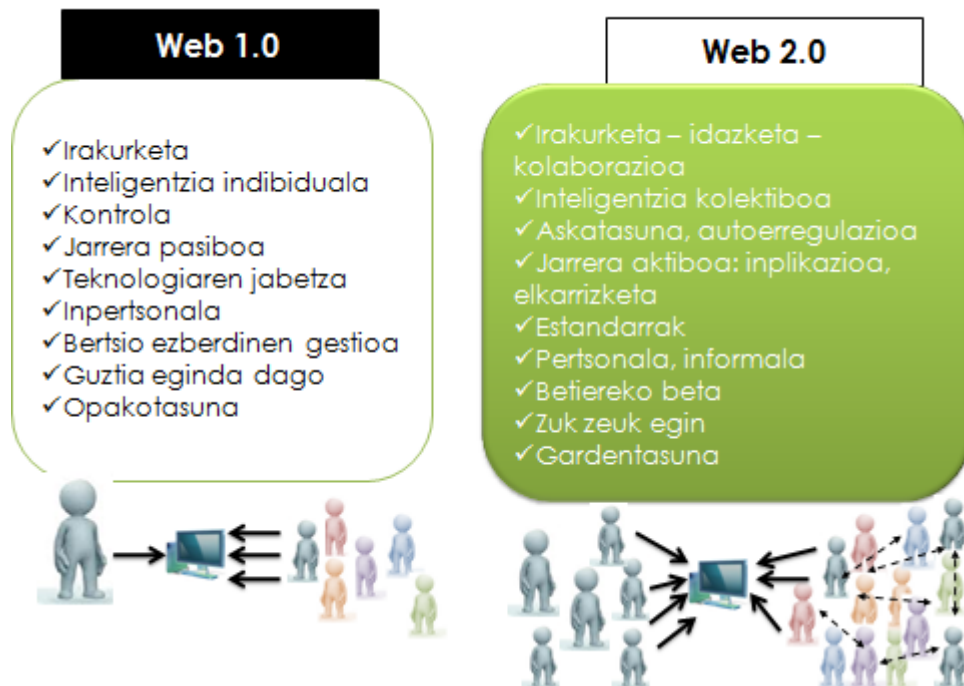 Web 1.0
✓Irakurketa
✓Inteligentzia indibiduala
✓Kontrola
✓Jarrera pasiboa
✓Teknologiaren jabetza
✓Inpertsonala
✓Bertsio ezberdinen gestioa
✓Guztia eginda dago
✓Opakotasuna
Web 2.0
✓Irakurketa – idazketa –
kolaborazioa
✓Inteligentzia kolektiboa
✓Askatasuna, autoerregulazioa
✓Jarrera aktiboa: inplikazioa,
elkarrizketa
✓Estandarrak
✓Pertsonala, informala
✓Betiereko beta
✓Zuk zeuk egin
✓Gardentasuna